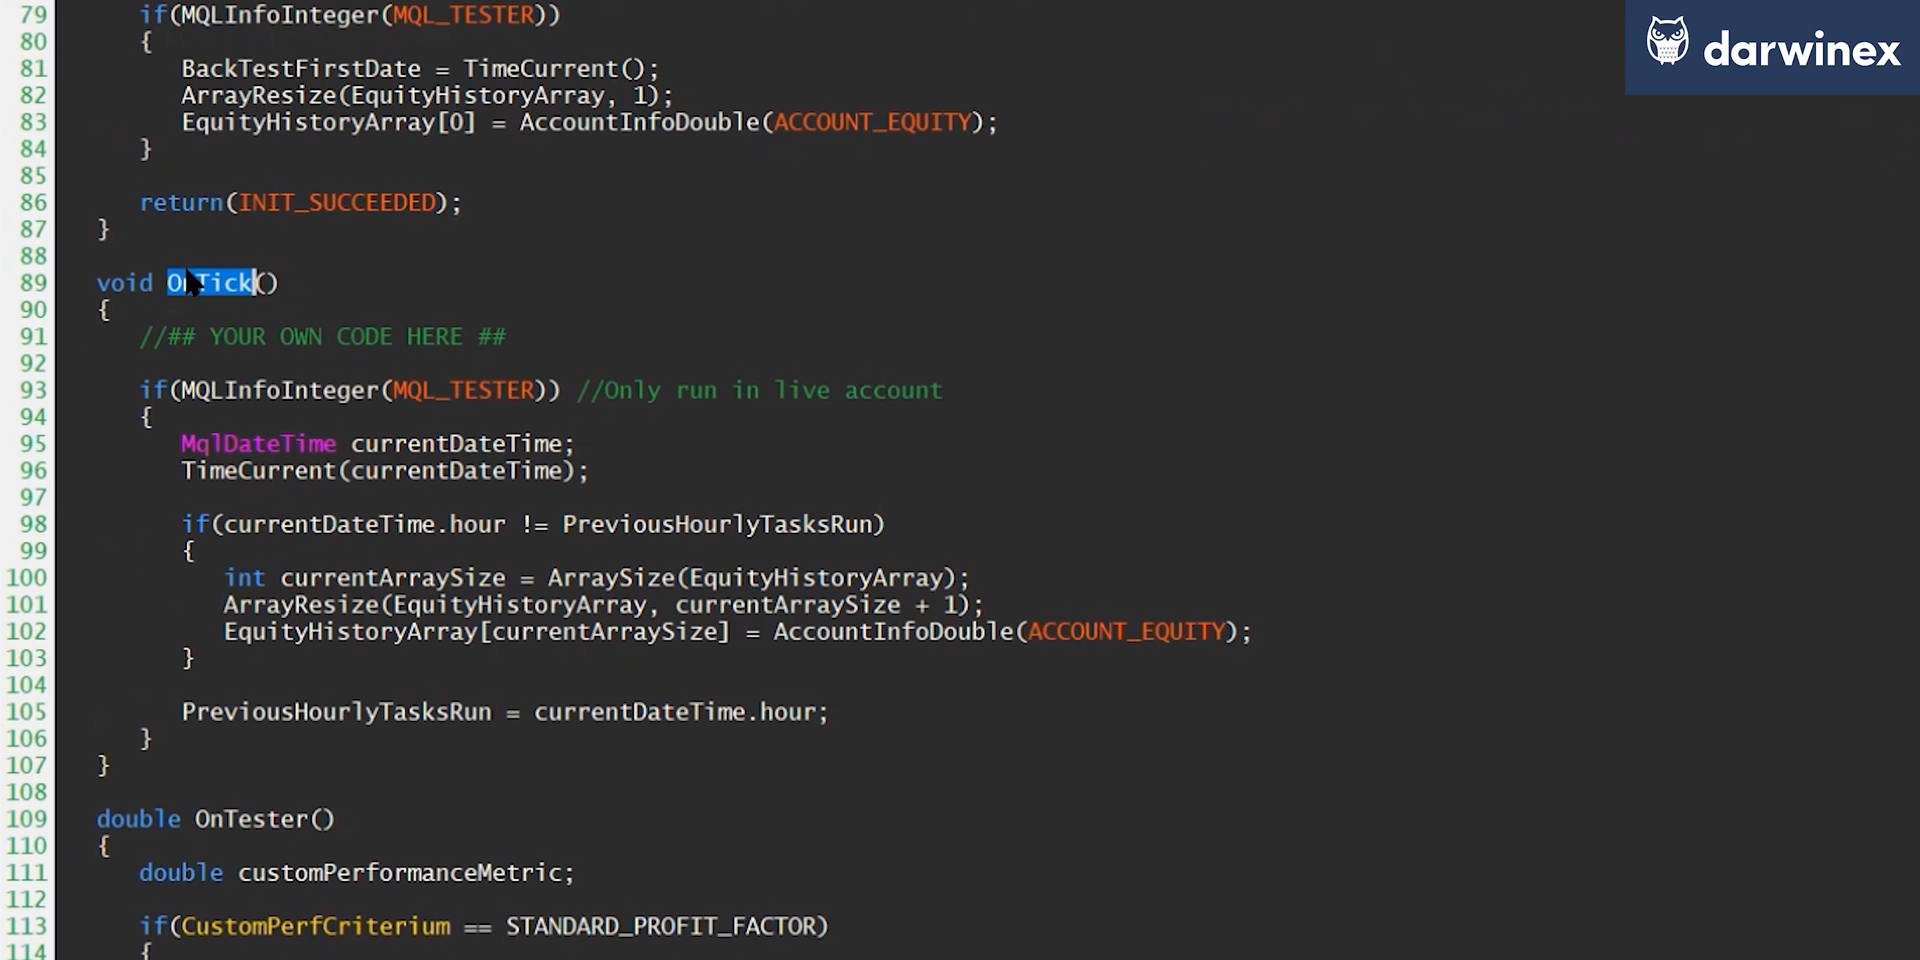 darwinex
79 if(MQLInfoInteger(MQL_TESTER))
80 {
81 BackTestFirstDate = TimeCurrent();
82 ArrayResize(EquityHistoryArray, 1);
83 EquityHistoryArray[0] = AccountInfoDouble(ACCOUNT_EQUITY);
84 }
85
86 return(INIT_SUCCEEDED);
87 }
88
89 void OnTick()
90 {
91 //## YOUR OWN CODE HERE ##
92
93 if(MQLInfoInteger(MQL_TESTER)) //Only run in live account
94 {
95 MqlDateTime currentDateTime;
96 TimeCurrent(currentDateTime);
97
98 if(currentDateTime.hour != PreviousHourlyTasksRun)
99 {
100 int currentArraySize = ArraySize(EquityHistoryArray);
101 ArrayResize(EquityHistoryArray, currentArraySize + 1);
102 EquityHistoryArray[currentArraySize] = AccountInfoDouble(ACCOUNT_EQUITY);
103 }
104
105 PreviousHourlyTasksRun = currentDateTime.hour;
106 }
107 }
108
109 double OnTester()
110 {
111 double customPerformanceMetric;
112
113 if(CustomPerfCriterium == STANDARD_PROFIT_FACTOR)
114 {